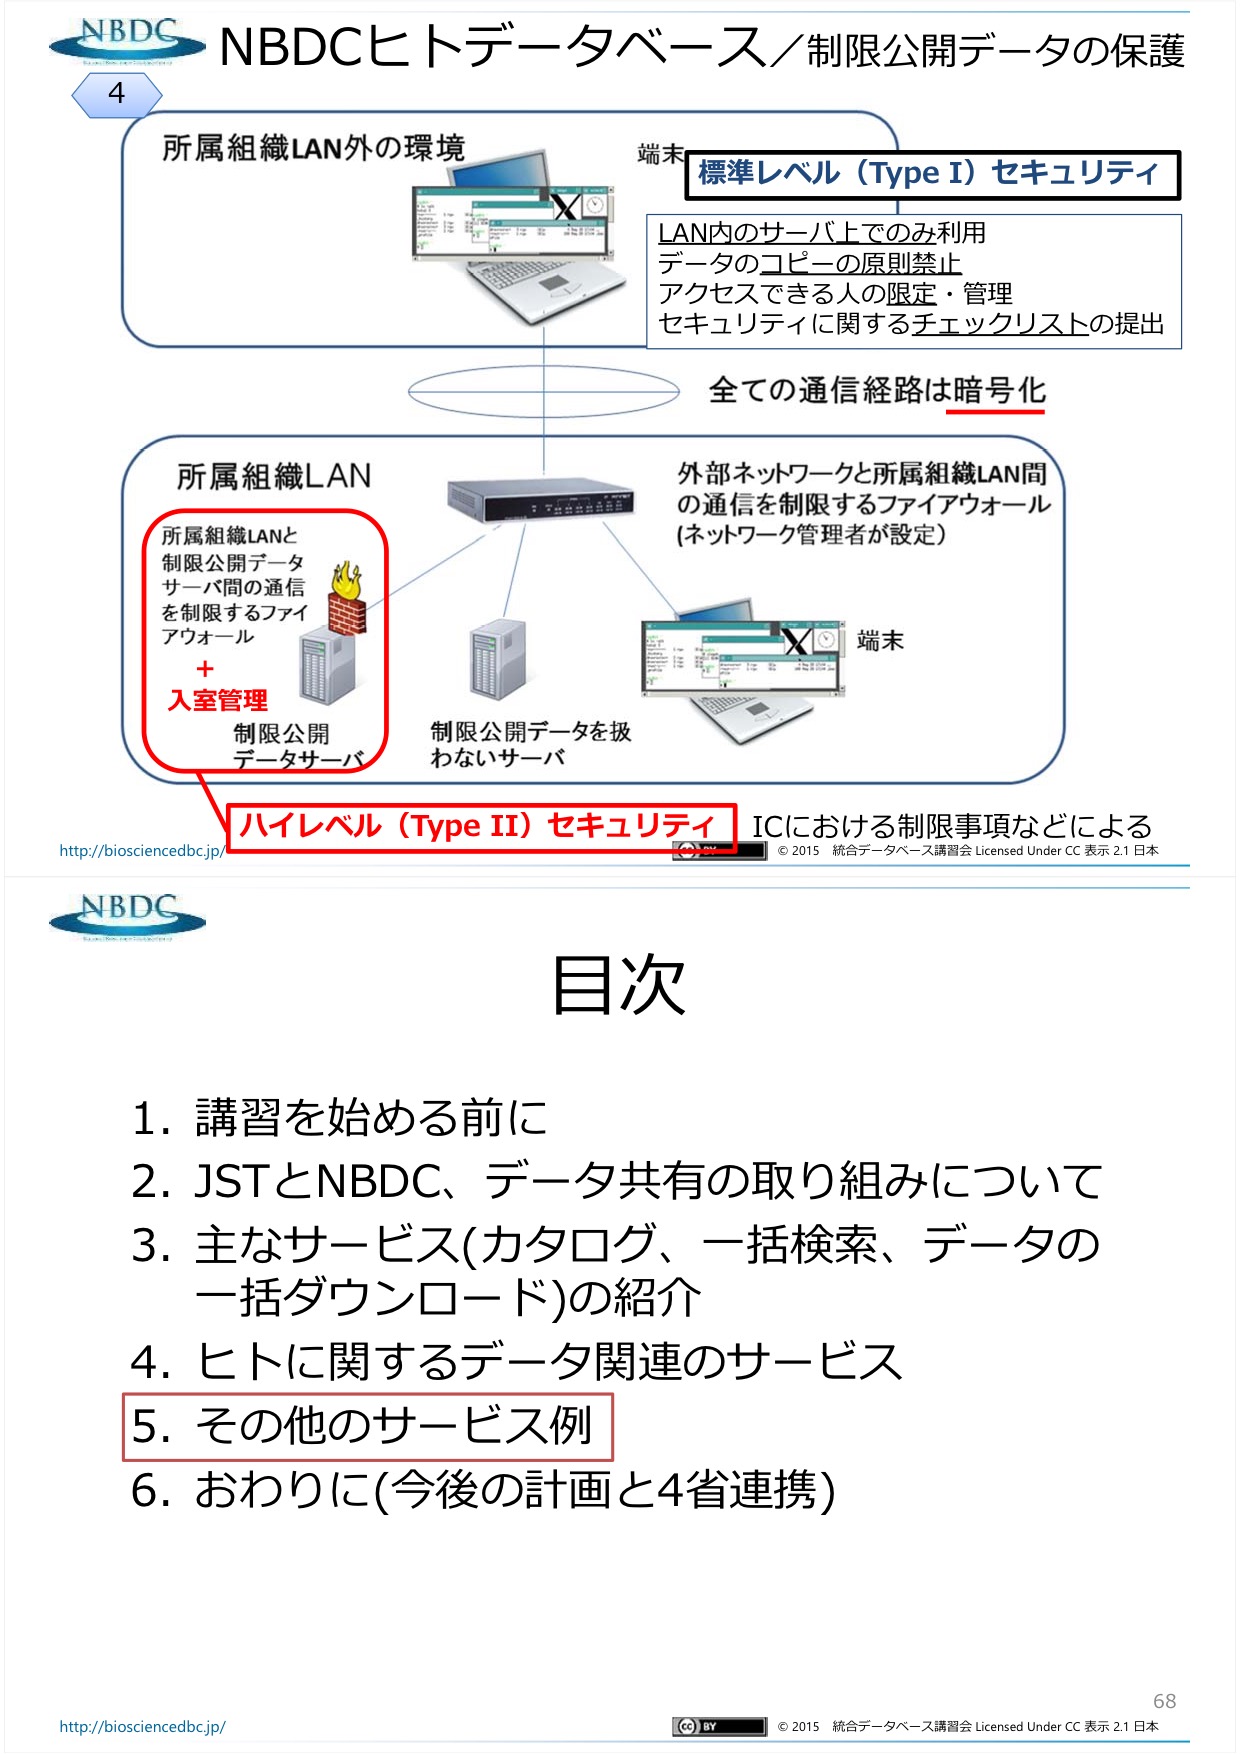 NBDC
NBDCヒトデータベース/制限公開データの保護
4
所属組織LAN外の環境
端末
標準レベル（Type I）セキュリティ
LAN内のサーバ上でのみ利用
データのコピーの原則禁止
アクセスできる人の限定・管理
セキュリティに関するチェックリストの提出
全ての通信経路は暗号化
所属組織LAN
外部ネットワークと所属組織LAN間
の通信を制限するファイアウォール
(ネットワーク管理者が設定）
所属組織LANと
制限公開データ
サーバ間の通信
を制限するファイ
アウォール
+
入室管理
制限公開
データサーバ
制限公開データを扱
わないサーバ
端末
ハイレベル（Type II）セキュリティ
ICにおける制限事項などによる
http://biosciencedbc.jp/
© 2015 統合データベース講習会 Licensed Under CC 表示 2.1 日本
NBDC
目次
1. 講習を始める前に
2. JSTとNBDC、データ共有の取り組みについて
3. 主なサービス(カタログ、一括検索、データの
一括ダウンロード)の紹介
4. ヒトに関するデータ関連のサービス
5. その他のサービス例
6. おわりに(今後の計画と4省連携)
68
http://biosciencedbc.jp/
cc BY
© 2015 統合データベース講習会 Licensed Under CC 表示 2.1 日本